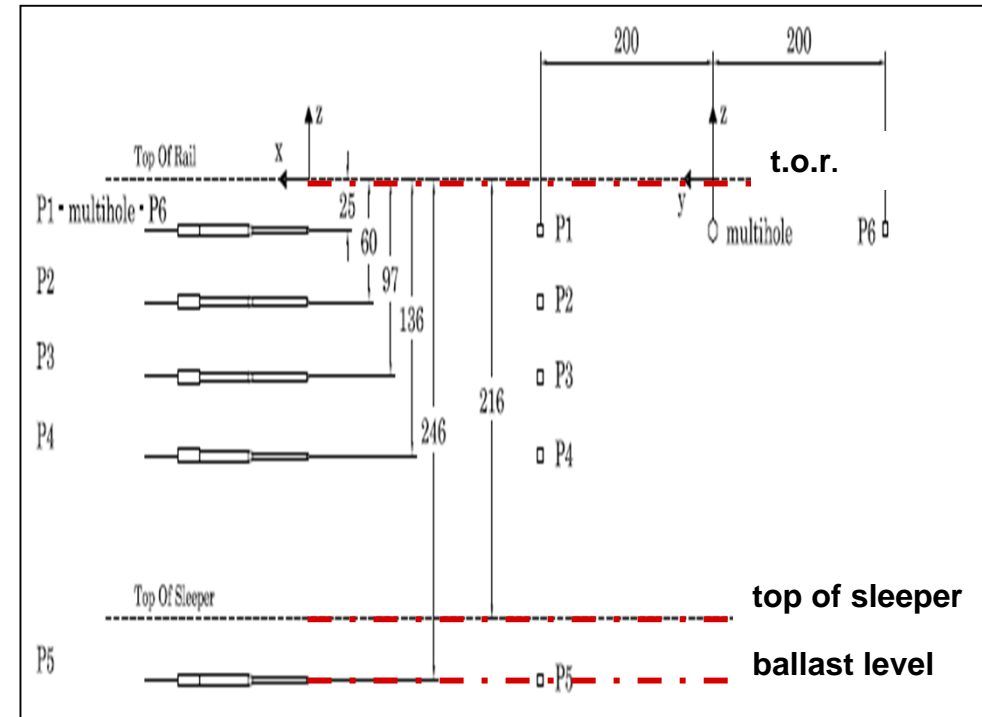 200 200
z z
Top Of Rail x t.o.r.
y
P1 - multihole - P6 25 P1 multihole P6
60
P2 97 P2
136
P3 P3
216
P4 246 P4
Top Of Sleeper top of sleeper
ballast level
P5 P5